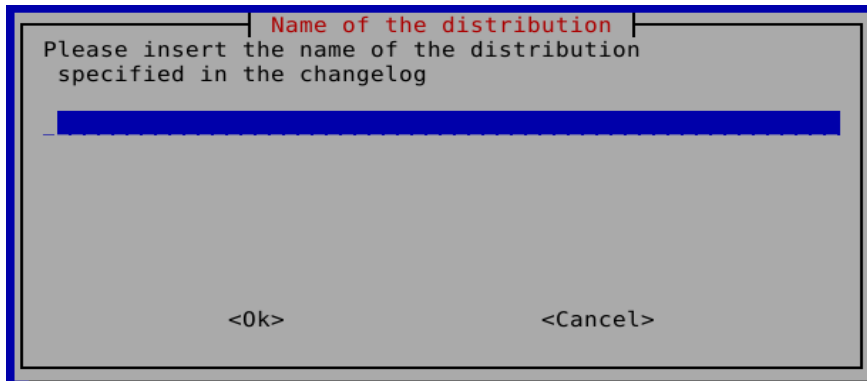 Name of the distribution
Please insert the name of the distribution
specified in the changelog
<Ok> <Cancel>